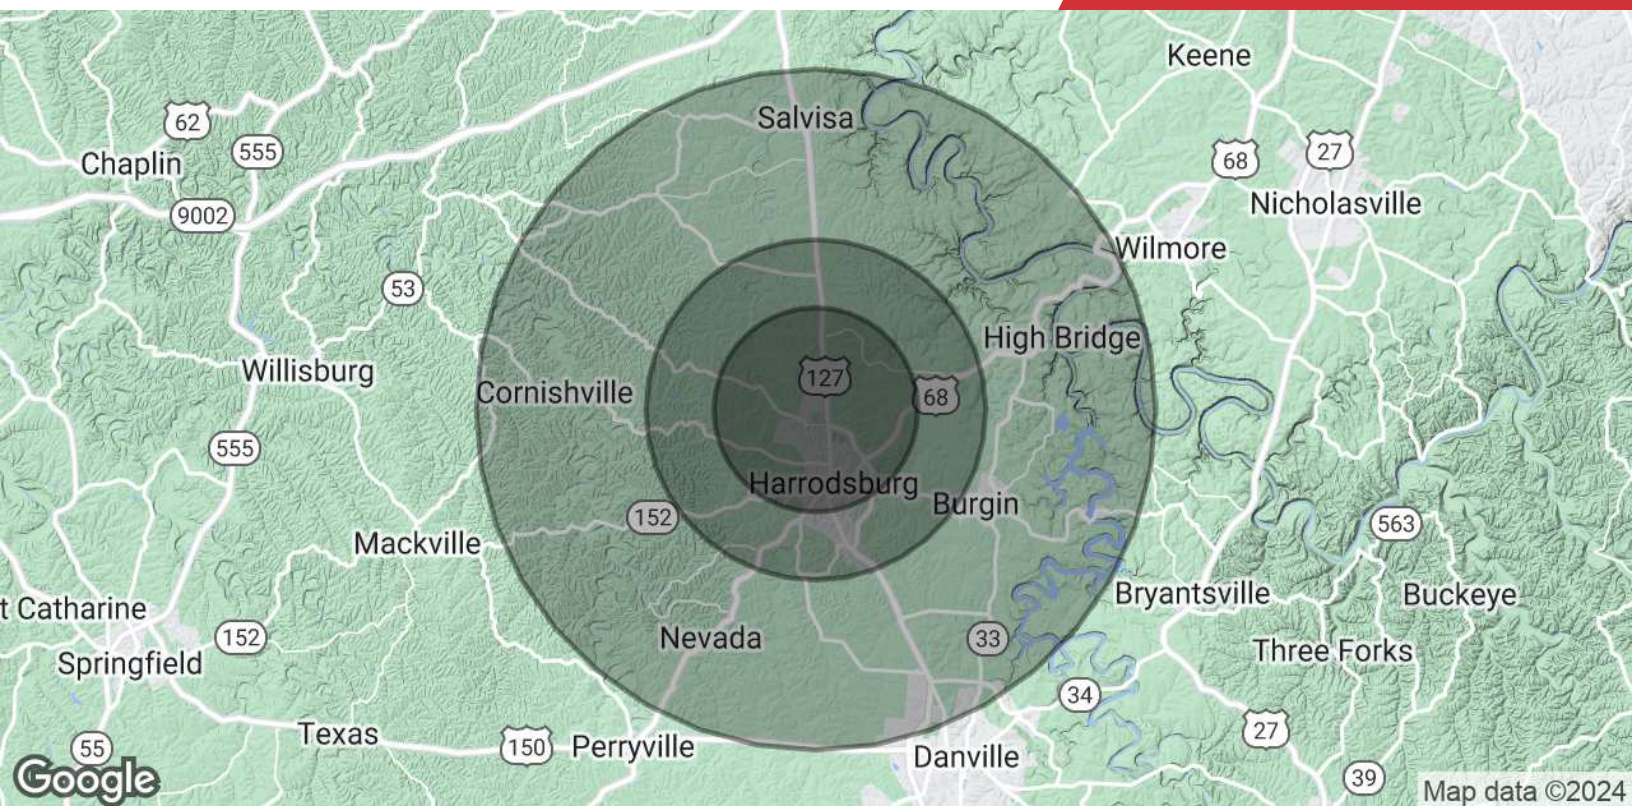 Keene
Salvisa
62
555
Chaplin
68
27
9002
Nicholasville
Wilmore
53
High Bridge
Willisburg
127
Cornishville
68
555
Harrodsburg
Burgin
152
563
Mackville
Bryantsville
Buckeye
t Catharine
152
Nevada
33
Three Forks
Springfield
34
Texas
27
55
150
Perryville
Danville
Google
39
Map data ©2024